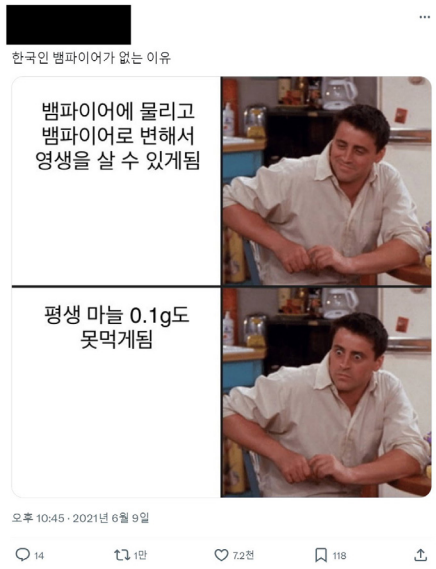 한국인 뱀파이어가 없는 이유
뱀파이어에 물리고
뱀파이어로 변해서
영생을 살 수 있게됨
평생 마늘 0.1g도
못먹게됨
오후 10:45 · 2021년 6월 9일
14
1만
7.2천
118